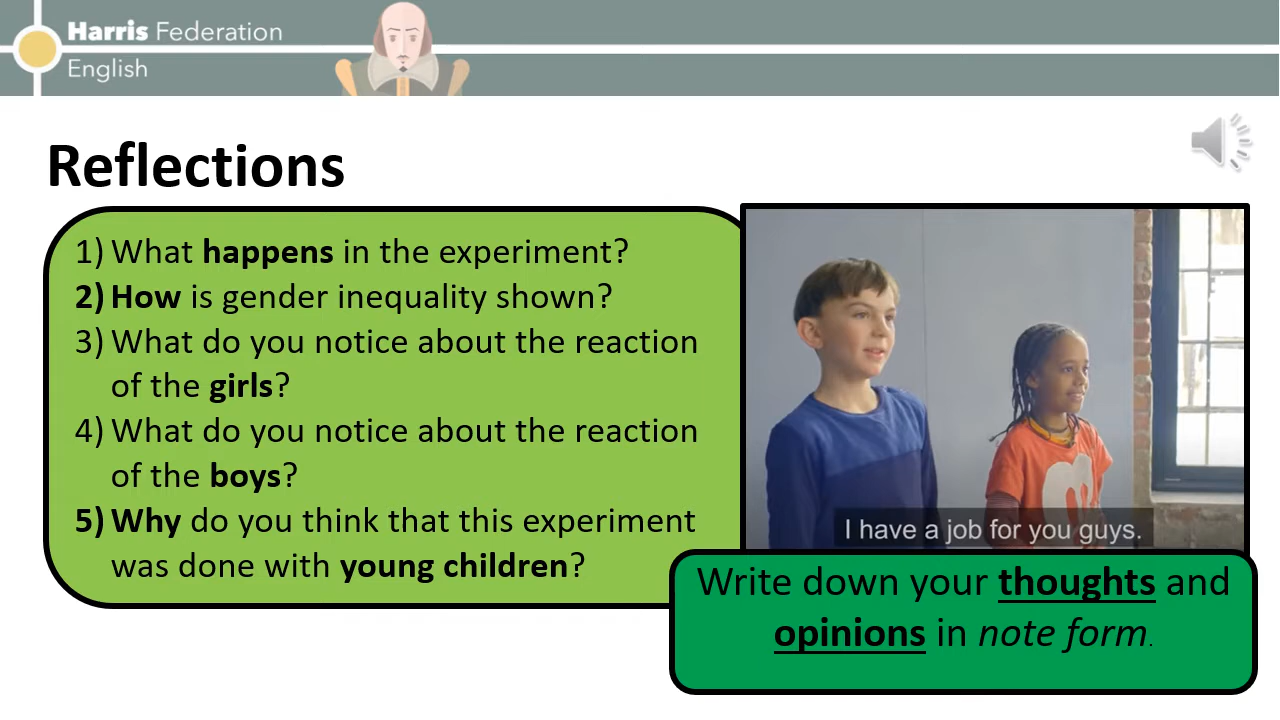 Harris Federation
English
Reflections
1) What happens in the experiment?
2) How is gender inequality shown?
3) What do you notice about the reaction
of the girls?
4) What do you notice about the reaction
of the boys?
5) Why do you think that this experiment
was done with young children?
I have a job for you guys.
Write down your thoughts and
opinions in note form.